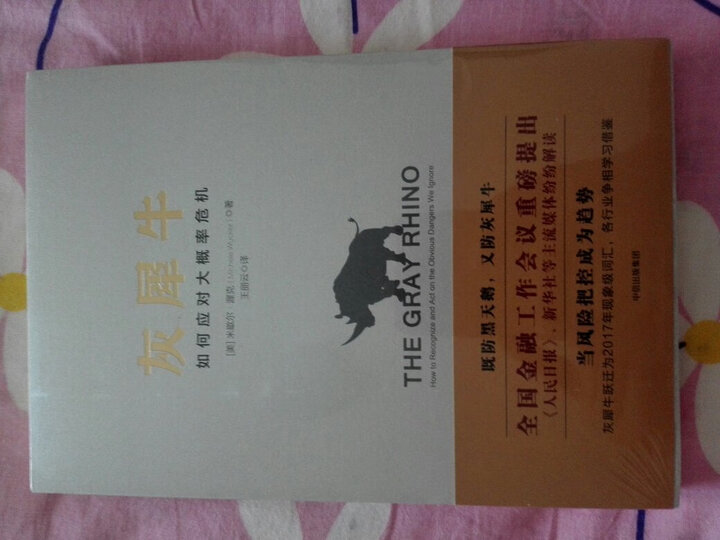 灰犀牛
如何应对大概率危机
[美] 米歇尔·渥克（Michele Wucker）◎著
王丽云◎译
THE GRAY RHINO
How to Recognize and Act on the Obvious Dangers We Ignore
既防黑天鹅，又防灰犀牛
全国金融工作会议重磅提出
《人民日报》、新华社等主流媒体纷纷解读
当风险把控成为趋势
灰犀牛跃迁为2017年现象级词汇，各行业争相学习借鉴
中信出版集团